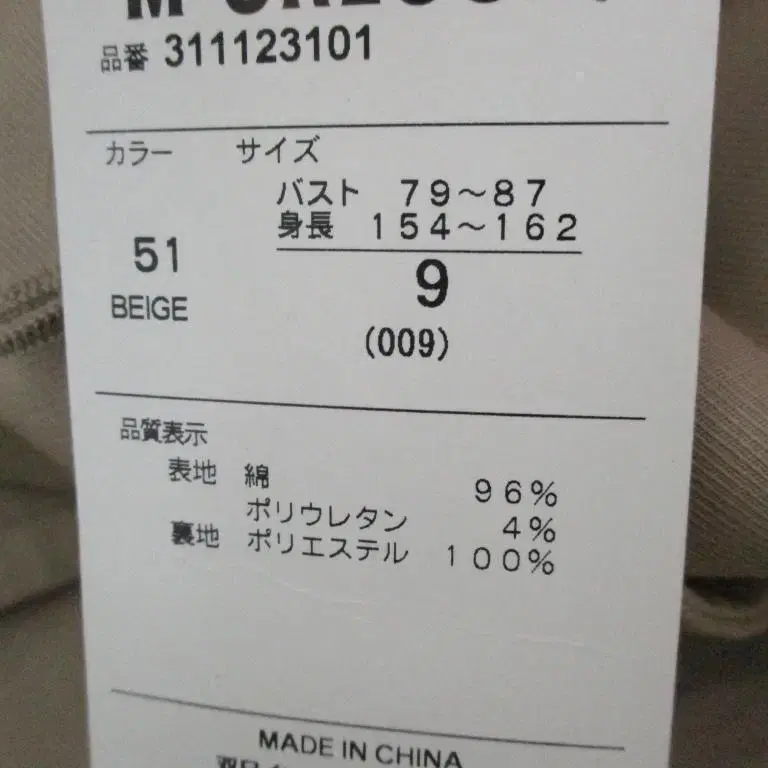 品番 311123101
カラー サイズ
バスト 79～87
身長 154～162
51
9
BEIGE
(009)
品質表示
表地 綿 96%
ポリウレタン 4%
裏地 ポリエステル 100%
MADE IN CHINA